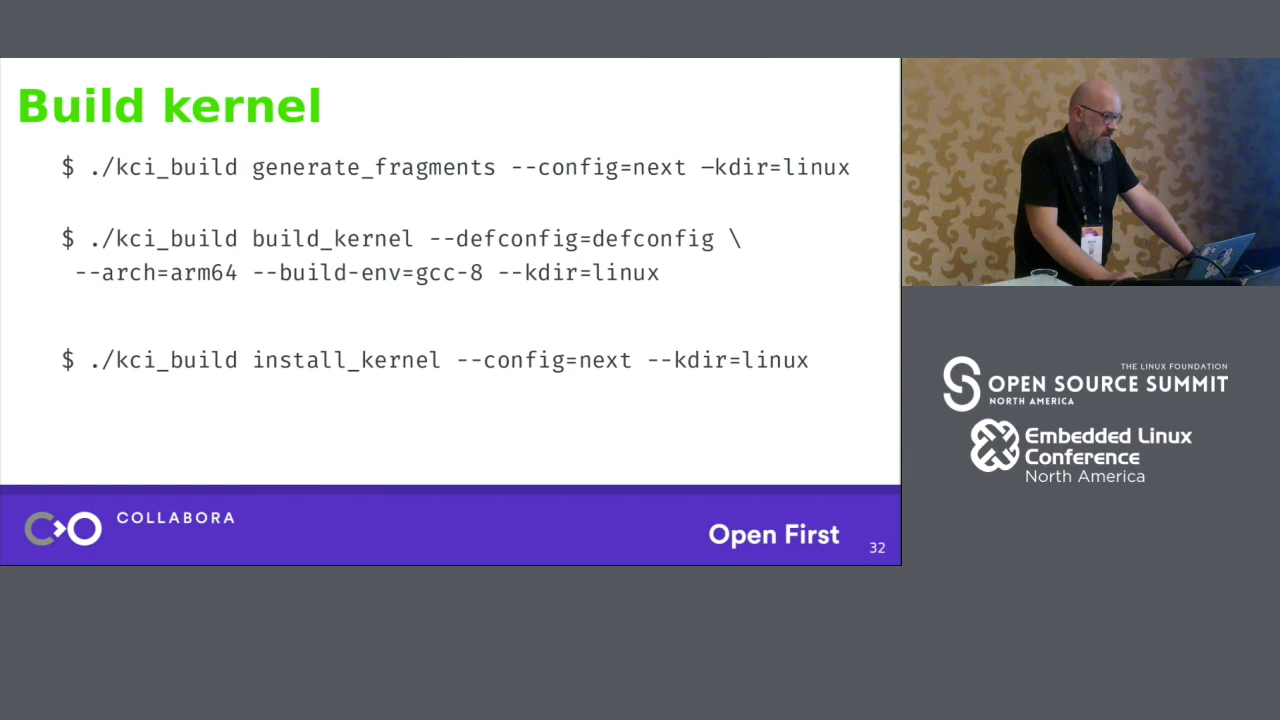 Build kernel
$ ./kci_build generate_fragments --config=next –kdir=linux
$ ./kci_build build_kernel --defconfig=defconfig \
--arch=arm64 --build-env=gcc-8 --kdir=linux
$ ./kci_build install_kernel --config=next --kdir=linux
COLLABORA
Open First
32
THE LINUX FOUNDATION
OPEN SOURCE SUMMIT
NORTH AMERICA
Embedded Linux
Conference
North America